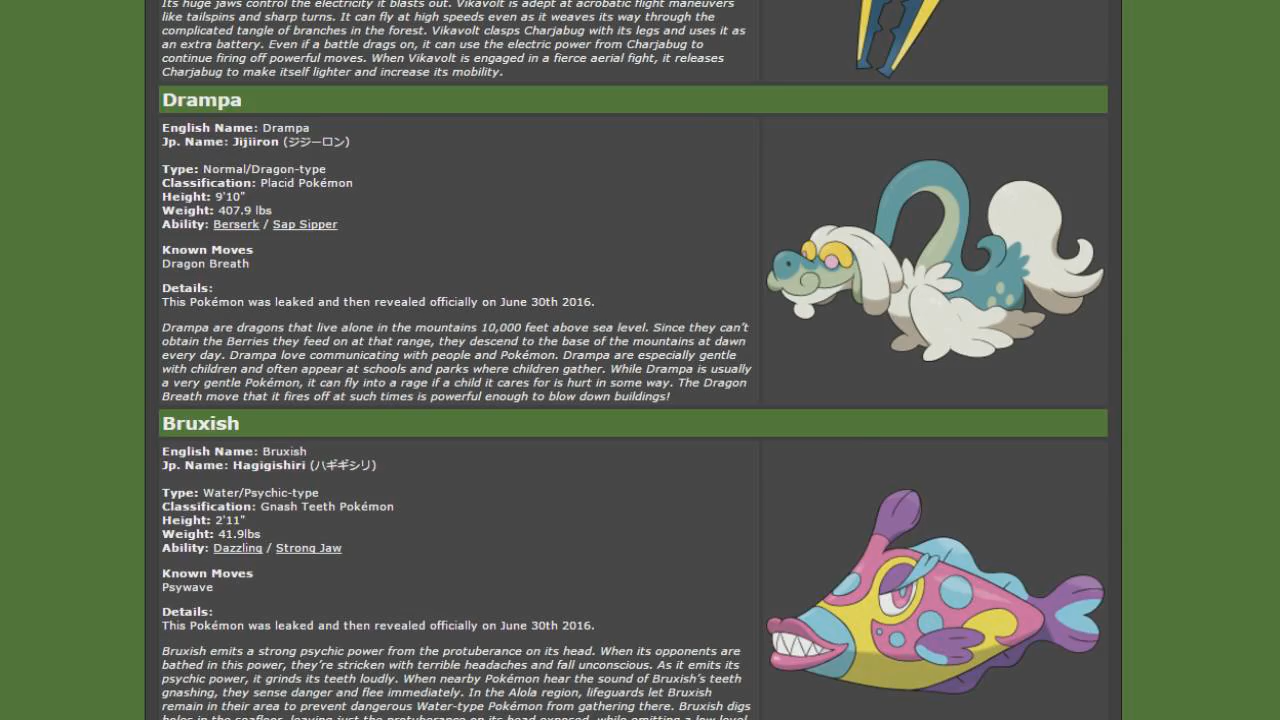 Its huge jaws control the electricity it blasts out. Vikavolt is adept at acrobatic flight maneuvers
like tailspins and sharp turns. It can fly at high speeds even as it weaves its way through the
complicated tangle of branches in the forest. Vikavolt clasps Charjabug with its legs and uses it as
an extra battery. Even if a battle drags on, it can use the electric power from Charjabug to
continue firing off powerful moves. When Vikavolt is engaged in a fierce aerial fight, it releases
Charjabug to make itself lighter and increase its mobility.
Drampa
English Name: Drampa
Jp. Name: Jijiiron (ジジーロン)
Type: Normal/Dragon-type
Classification: Placid Pokémon
Height: 9'10"
Weight: 407.9 lbs
Ability: Berserk / Sap Sipper
Known Moves
Dragon Breath
Details:
This Pokémon was leaked and then revealed officially on June 30th 2016.
Drampa are dragons that live alone in the mountains 10,000 feet above sea level. Since they can't
obtain the Berries they feed on at that range, they descend to the base of the mountains at dawn
every day. Drampa love communicating with people and Pokémon. Drampa are especially gentle
with children and often appear at schools and parks where children gather. While Drampa is usually
a very gentle Pokémon, it can fly into a rage if a child it cares for is hurt in some way. The Dragon
Breath move that it fires off at such times is powerful enough to blow down buildings!
Bruxish
English Name: Bruxish
Jp. Name: Hagigishiri (ハギギシリ)
Type: Water/Psychic-type
Classification: Gnash Teeth Pokémon
Height: 2'11"
Weight: 41.9lbs
Ability: Dazzling / Strong Jaw
Known Moves
Psywave
Details:
This Pokémon was leaked and then revealed officially on June 30th 2016.
Bruxish emits a strong psychic power from the protuberance on its head. When its opponents are
bathed in this power, they're stricken with terrible headaches and fall unconscious. As it emits its
psychic power, it grinds its teeth loudly. When nearby Pokémon hear the sound of Bruxish's teeth
gnashing, they sense danger and flee immediately. In the Alola region, lifeguards let Bruxish
remain in their area to prevent dangerous Water-type Pokémon from gathering there. Bruxish digs
holes in the seafloor, leaving just the protuberance on its head exposed, while emitting a low level